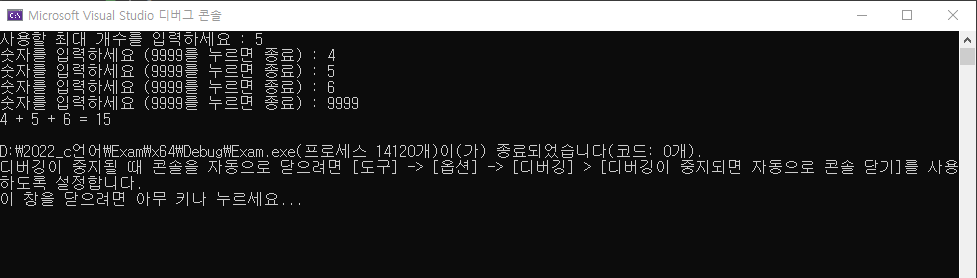 Microsoft Visual Studio 디버그 콘솔
사용할 최대 개수를 입력하세요 : 5
숫자를 입력하세요 (9999를 누르면 종료) : 4
숫자를 입력하세요 (9999를 누르면 종료) : 5
숫자를 입력하세요 (9999를 누르면 종료) : 6
숫자를 입력하세요 (9999를 누르면 종료) : 9999
4 + 5 + 6 = 15
D:₩2022_c언어₩Exam₩x64₩Debug₩Exam.exe(프로세스 14120개)이(가) 종료되었습니다(코드: 0개).
디버깅이 중지될 때 콘솔을 자동으로 닫으려면 [도구] -> [옵션] -> [디버깅] > [디버깅이 중지되면 자동으로 콘솔 닫기]를 사용
하도록 설정합니다.
이 창을 닫으려면 아무 키나 누르세요...